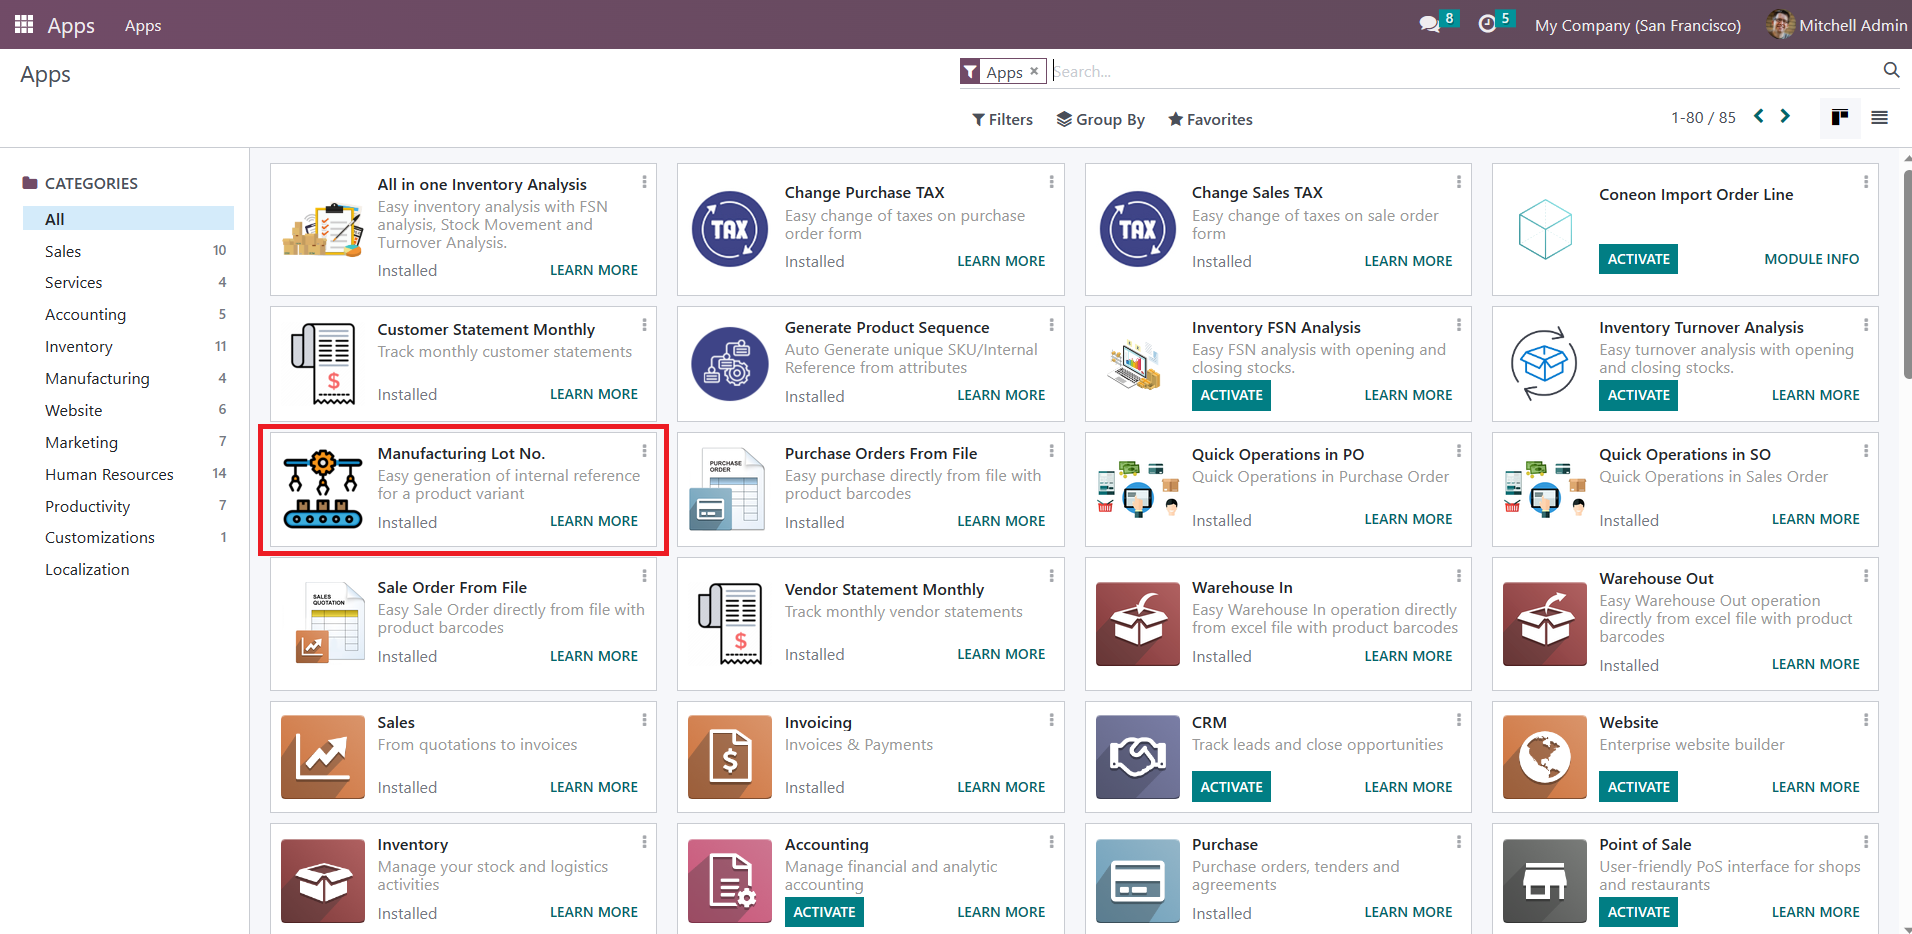 Apps
Apps
8
5
My Company (San Francisco)
Mitchell Admin
Apps
Apps ×
Search...
Filters
Group By
Favorites
1-80 / 85
CATEGORIES
All
Sales 10
Services 4
Accounting 5
Inventory 11
Manufacturing 4
Website 6
Marketing 7
Human Resources 14
Productivity 7
Customizations 1
Localization
All in one Inventory Analysis
Easy inventory analysis with FSN
analysis, Stock Movement and
Turnover Analysis.
Installed
LEARN MORE
TAX
Change Purchase TAX
Easy change of taxes on purchase
order form
Installed
LEARN MORE
TAX
Change Sales TAX
Easy change of taxes on sale order
form
Installed
LEARN MORE
Coneon Import Order Line
ACTIVATE
MODULE INFO
$
Customer Statement Monthly
Track monthly customer statements
Installed
LEARN MORE
Generate Product Sequence
Auto Generate unique SKU/Internal
Reference from attributes
Installed
LEARN MORE
Inventory FSN Analysis
Easy FSN analysis with opening and
closing stocks.
ACTIVATE
LEARN MORE
Inventory Turnover Analysis
Easy turnover analysis with opening
and closing stocks.
ACTIVATE
LEARN MORE
Manufacturing Lot No.
Easy generation of internal reference
for a product variant
Installed
LEARN MORE
PURCHASE
ORDER
Purchase Orders From File
Easy purchase directly from file with
product barcodes
Installed
LEARN MORE
Quick Operations in PO
Quick Operations in Purchase Order
Installed
LEARN MORE
Quick Operations in SO
Quick Operations in Sales Order
Installed
LEARN MORE
SALES
QUOTATION
Sale Order From File
Easy Sale Order directly from file with
product barcodes
Installed
LEARN MORE
$
Vendor Statement Monthly
Track monthly vendor statements
Installed
LEARN MORE
Warehouse In
Easy Warehouse In operation directly
from excel file with product barcodes
Installed
LEARN MORE
Warehouse Out
Easy Warehouse Out operation
directly from excel file with product
barcodes
Installed
LEARN MORE
Sales
From quotations to invoices
Installed
LEARN MORE
$
Invoicing
Invoices & Payments
Installed
LEARN MORE
CRM
Track leads and close opportunities
ACTIVATE
LEARN MORE
Website
Enterprise website builder
ACTIVATE
LEARN MORE
Inventory
Manage your stock and logistics
activities
Installed
LEARN MORE
Accounting
Manage financial and analytic
accounting
ACTIVATE
LEARN MORE
Purchase
Purchase orders, tenders and
agreements
Installed
LEARN MORE
Point of Sale
User-friendly PoS interface for shops
and restaurants
ACTIVATE
LEARN MORE